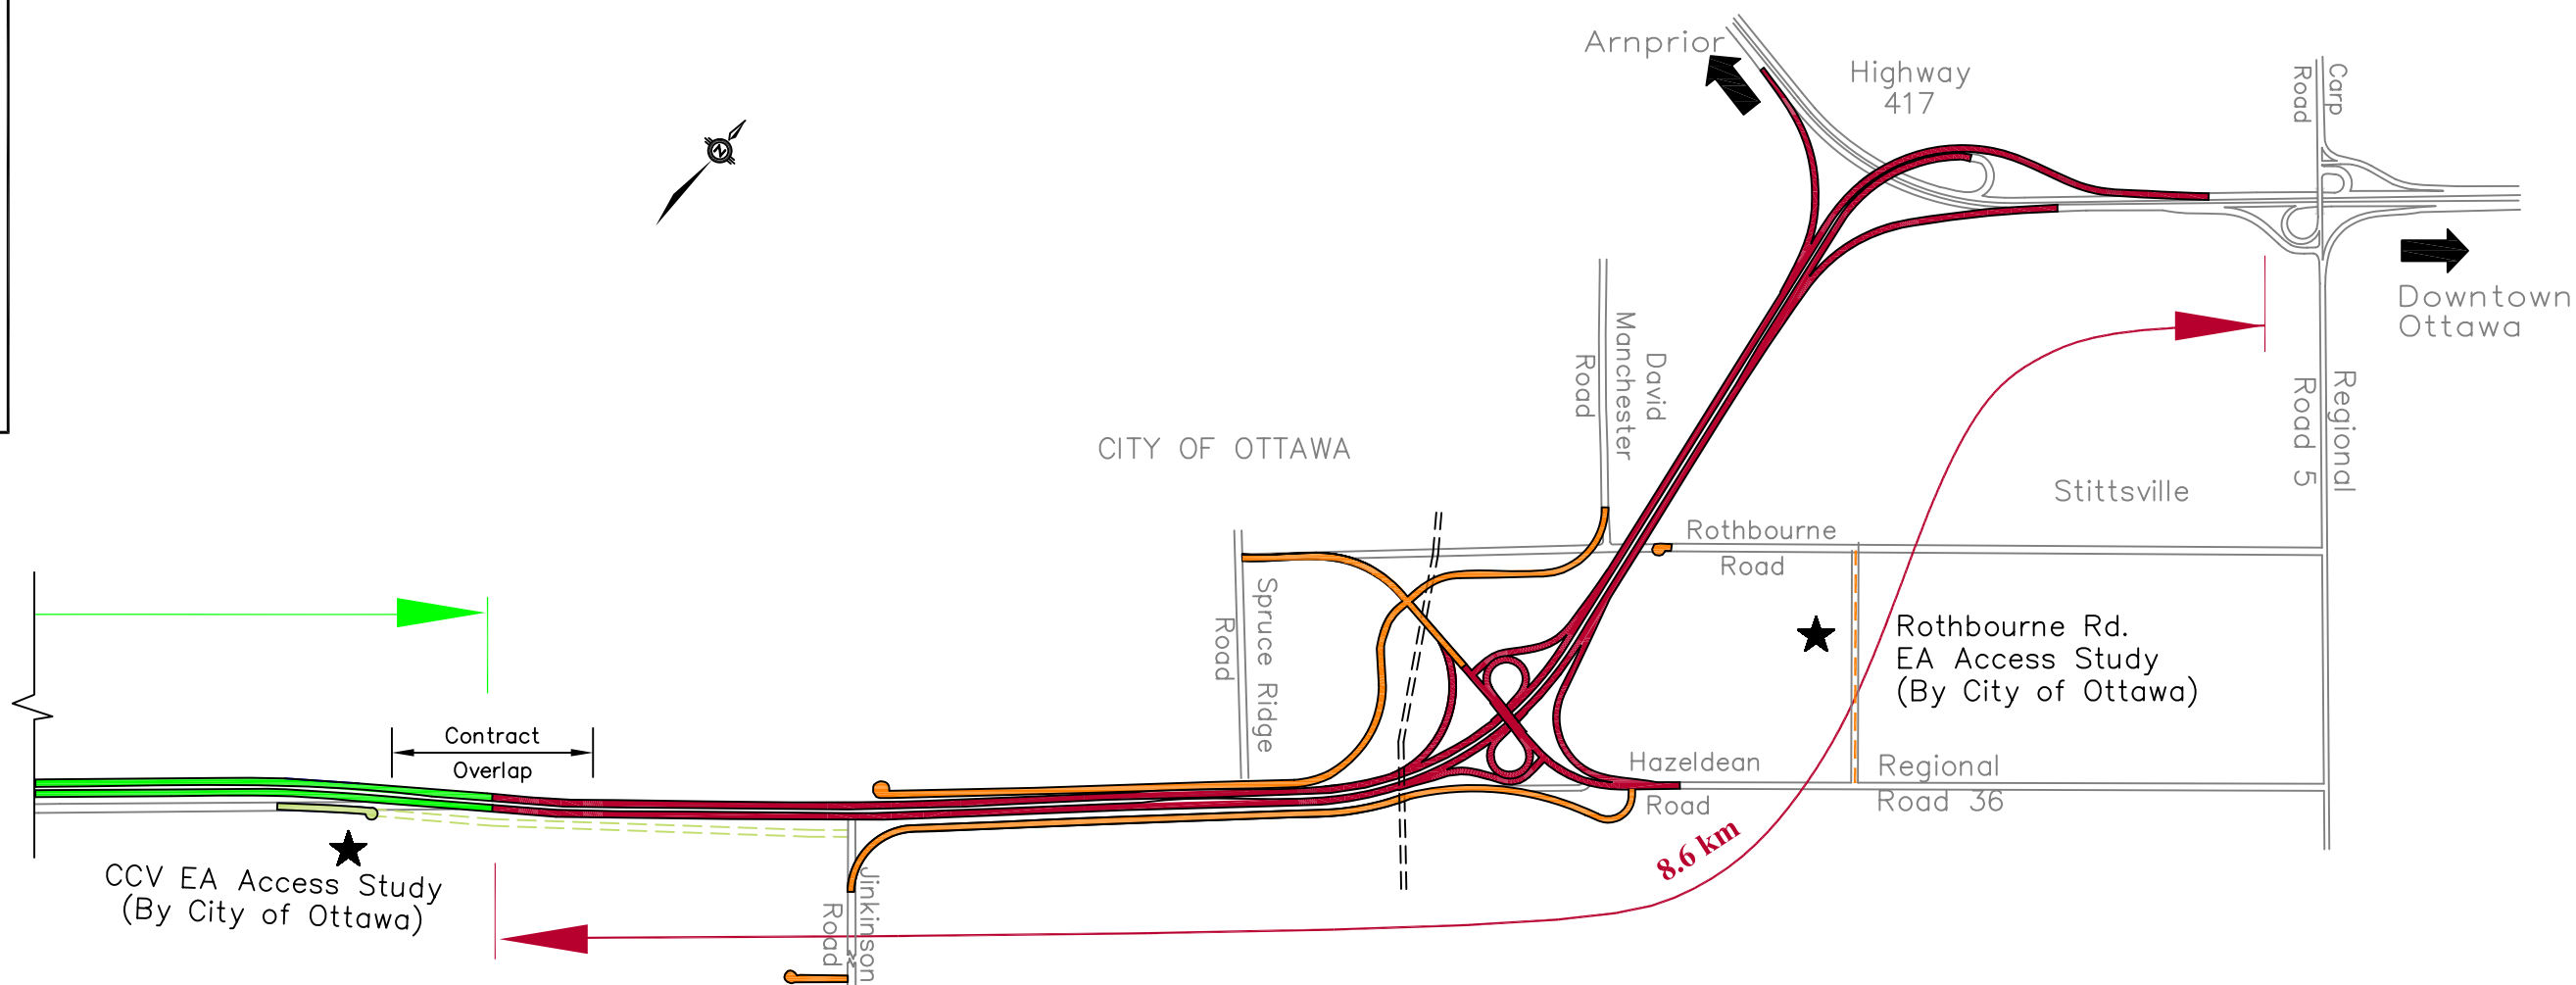 Arnprior
Highway
417
Carp
Road
Downtown
Ottawa
N
David
Manchester
Road
CITY OF OTTAWA
Regional
Road 5
Stittsville
Rothbourne
Road
Spruce Ridge
Road
Rothbourne Rd.
EA Access Study
(By City of Ottawa)
Contract
Overlap
Hazeldean
Road
Regional
Road 36
8.6 km
CCV EA Access Study
(By City of Ottawa)
Jinkinson
Road